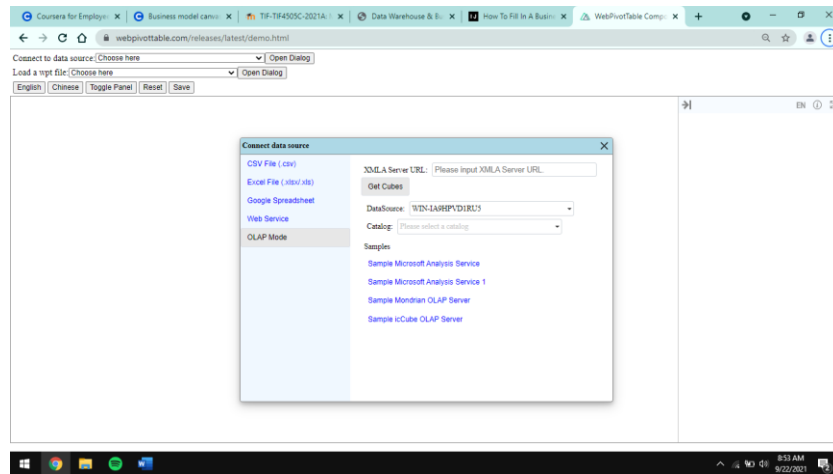 Coursera for Employe
Business model canva
TIF-TIF4505C-2021A:
Data Warehouse & Bu
How To Fill In A Busin
WebPivotTable Compo
webpivottable.com/releases/latest/demo.html
Connect to data source: Choose here Open Dialog
Load a wpt file: Choose here Open Dialog
English Chinese Toggle Panel Reset Save
EN
Connect data source
CSV File (.csv)
Excel File (.xlsx/.xls)
Google Spreadsheet
Web Service
OLAP Mode
XMLA Server URL: Please input XMLA Server URL.
Get Cubes
DataSource: WIN-IA9HPVD1RU5
Catalog: Please select a catalog
Samples
Sample Microsoft Analysis Service
Sample Microsoft Analysis Service 1
Sample Mondrian OLAP Server
Sample icCube OLAP Server
8:53 AM
9/22/2021